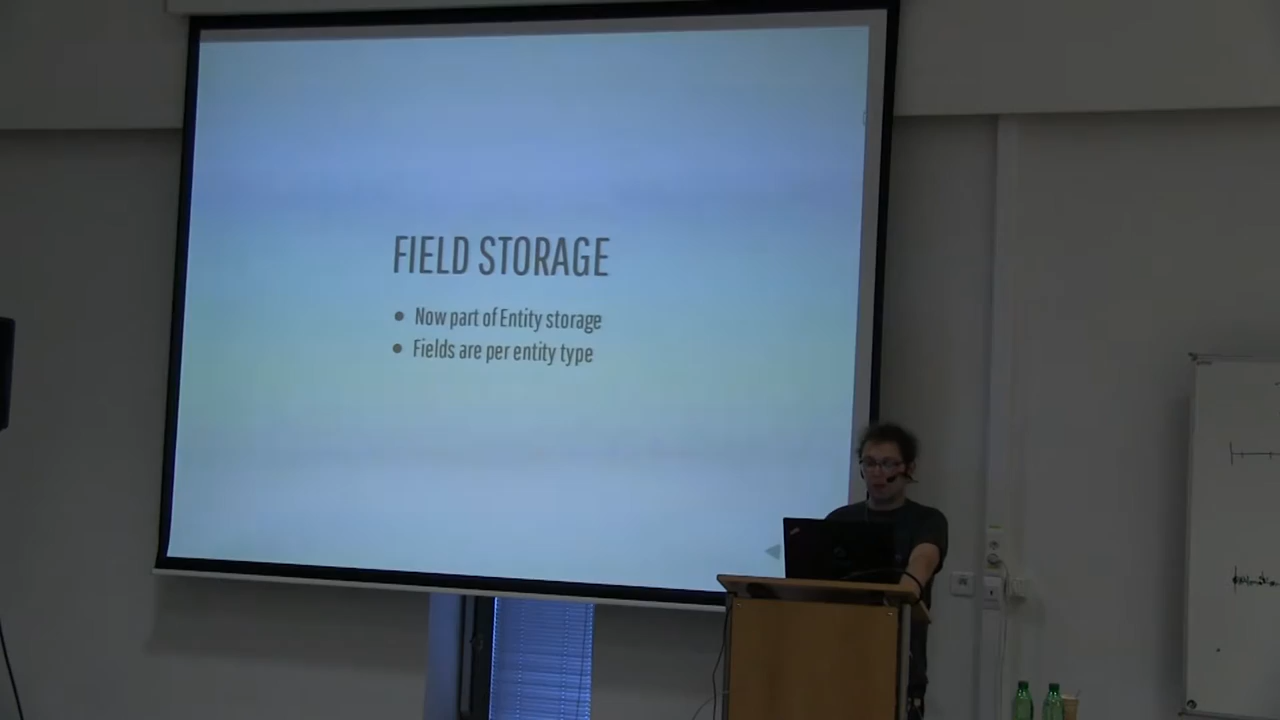 FIELD STORAGE
Now part of Entity storage
Fields are per entity type